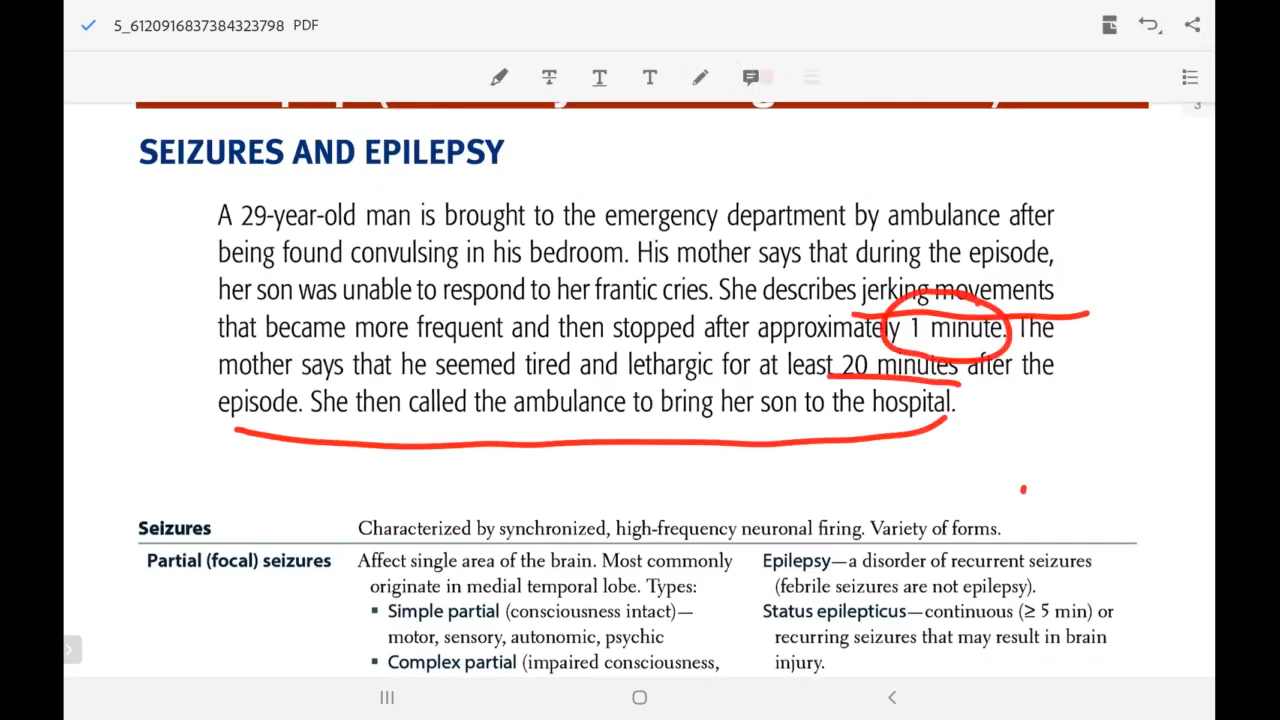 5_6120916837384323798 PDF
3
SEIZURES AND EPILEPSY
A 29-year-old man is brought to the emergency department by ambulance after
being found convulsing in his bedroom. His mother says that during the episode,
her son was unable to respond to her frantic cries. She describes jerking movements
that became more frequent and then stopped after approximately 1 minute. The
mother says that he seemed tired and lethargic for at least 20 minutes after the
episode. She then called the ambulance to bring her son to the hospital.
Seizures Characterized by synchronized, high-frequency neuronal firing. Variety of forms.
Partial (focal) seizures Affect single area of the brain. Most commonly
originate in medial temporal lobe. Types:
▪ Simple partial (consciousness intact)—
motor, sensory, autonomic, psychic
▪ Complex partial (impaired consciousness,
Epilepsy—a disorder of recurrent seizures
(febrile seizures are not epilepsy).
Status epilepticus—continuous (≥ 5 min) or
recurring seizures that may result in brain
injury.